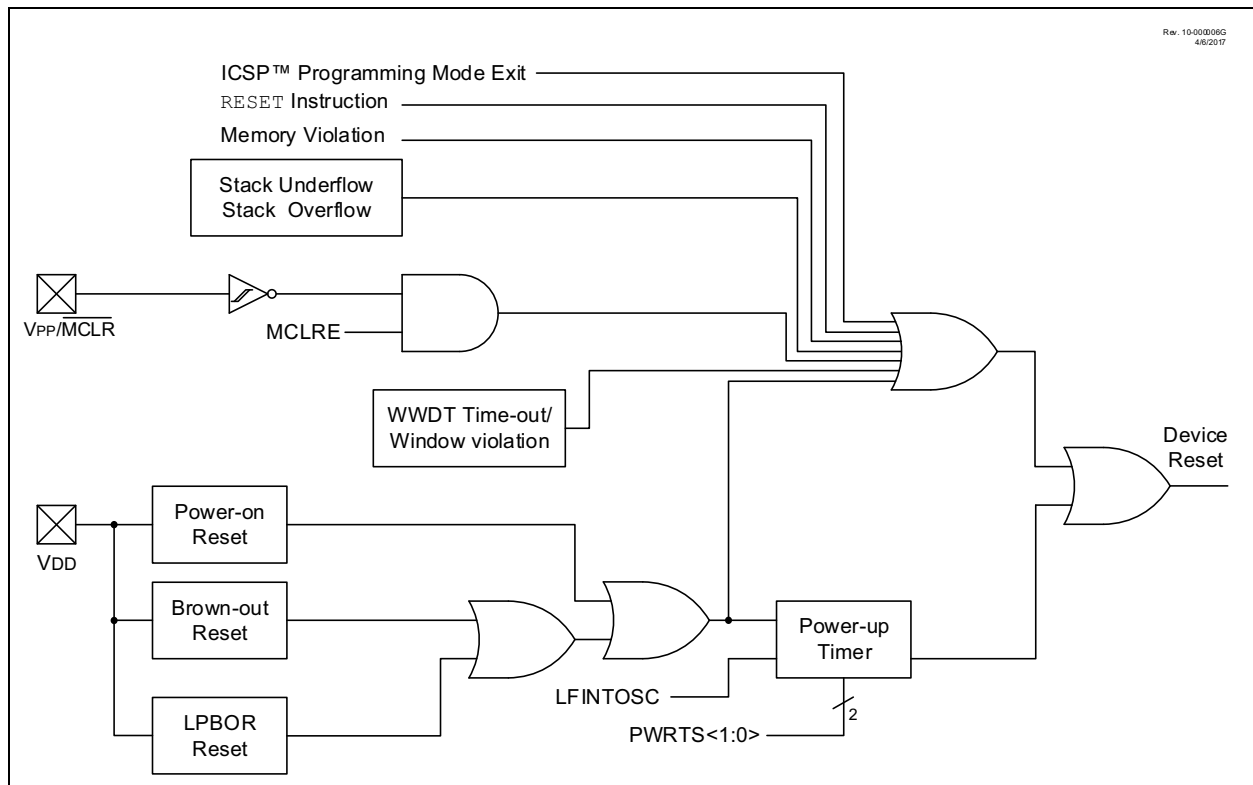 Rev. 10-000006G
4/6/2017
ICSP™ Programming Mode Exit
RESET Instruction
Memory Violation
Stack Underflow
Stack Overflow
VPP/MCLR
MCLRE
WWDT Time-out/
Window violation
Device
Reset
Power-on
Reset
VDD
Brown-out
Reset
Power-up
Timer
LFINTOSC
LPBOR
Reset
2
PWRTS<1:0>